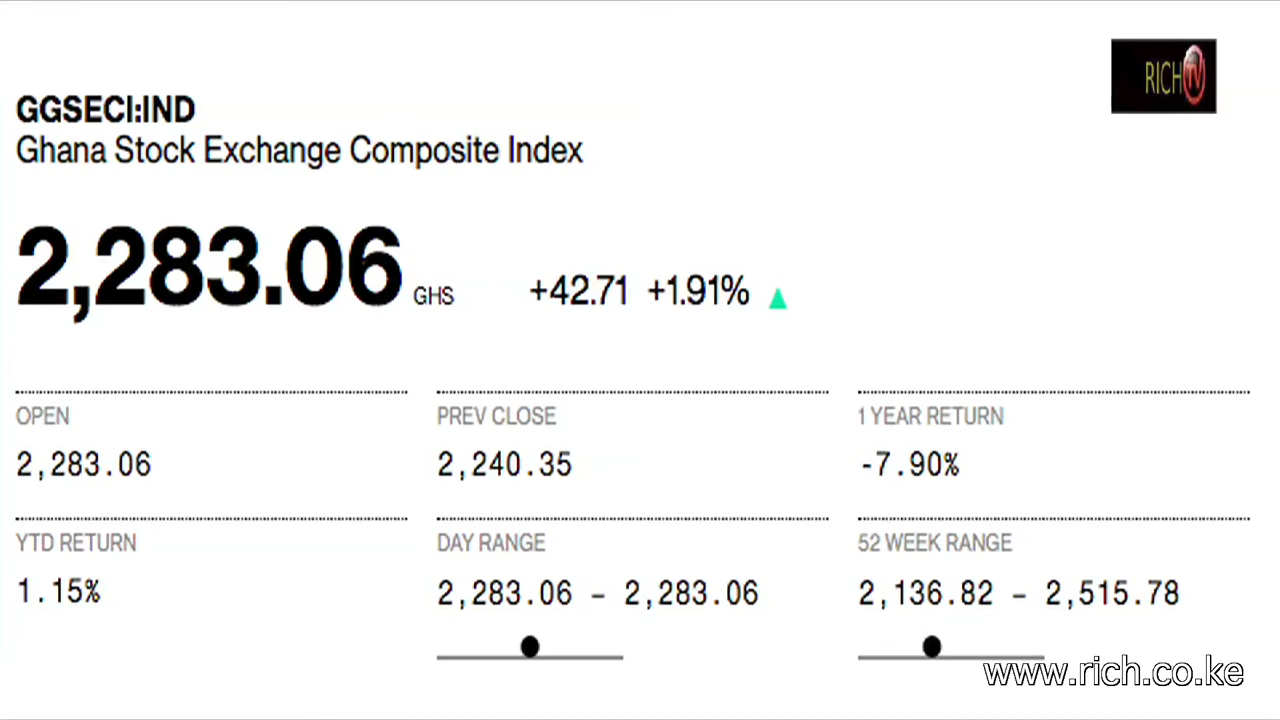 RICH TV
GGSECI:IND
Ghana Stock Exchange Composite Index
2,283.06 GHS +42.71 +1.91%
OPEN PREV CLOSE 1 YEAR RETURN
2,283.06 2,240.35 -7.90%
YTD RETURN DAY RANGE 52 WEEK RANGE
1.15% 2,283.06 – 2,283.06 2,136.82 – 2,515.78
www.rich.co.ke